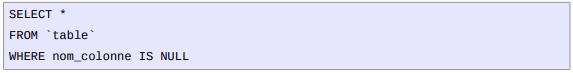 SELECT *
FROM `table`
WHERE nom_colonne IS NULL